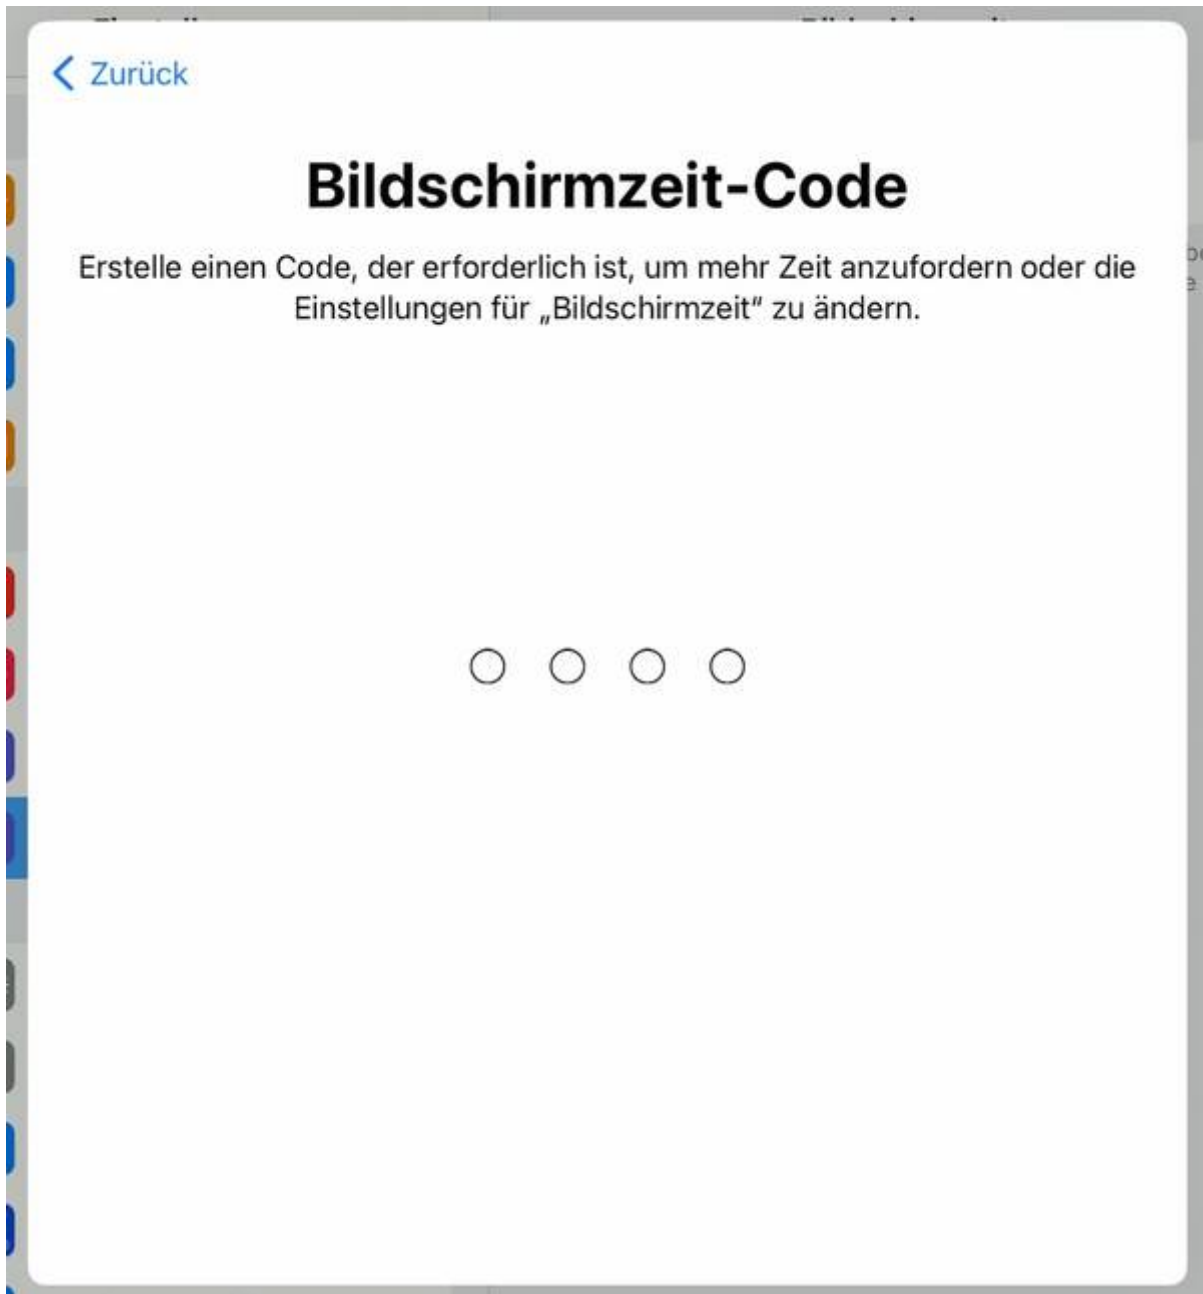 Zurück
Bildschirmzeit-Code
Erstelle einen Code, der erforderlich ist, um mehr Zeit anzufordern oder die
Einstellungen für „Bildschirmzeit“ zu ändern.